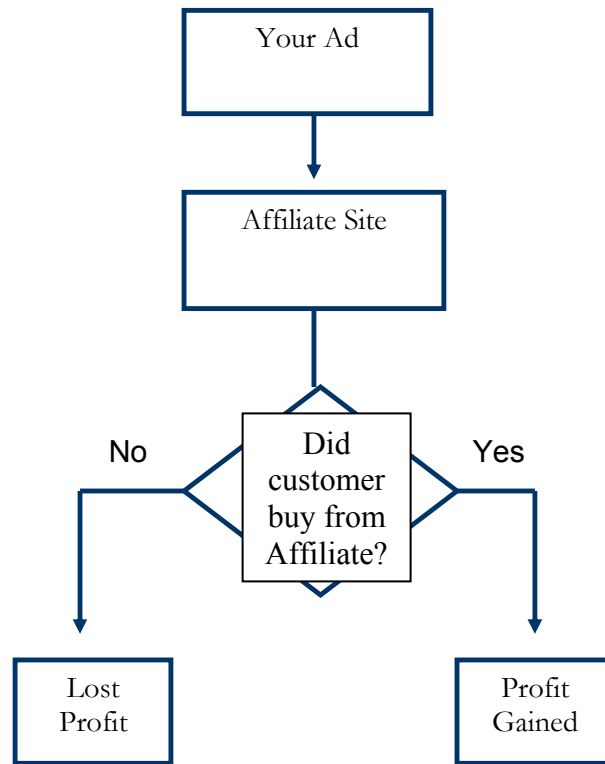 Your Ad
Affiliate Site
No
Did
customer
buy from
Affiliate?
Yes
Lost
Profit
Profit
Gained